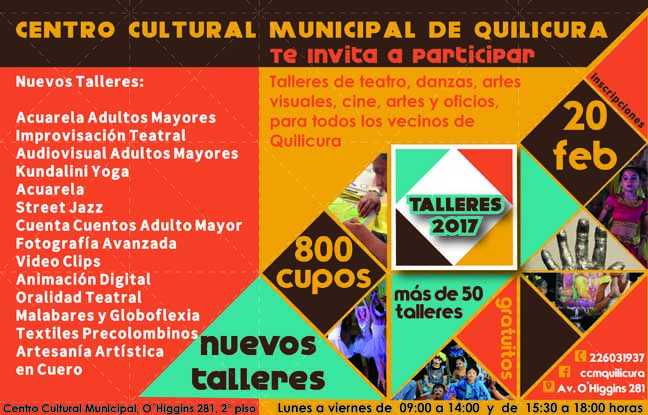 CENTRO CULTURAL MUNICIPAL DE QUILICURA
Te invita a participar
Nuevos Talleres:
Acuarela Adultos Mayores
Improvisación Teatral
Audiovisual Adultos Mayores
Kundalini Yoga
Acuarela
Street Jazz
Cuenta Cuentos Adulto Mayor
Fotografía Avanzada
Video Clips
Animación Digital
Oralidad Teatral
Malabares y Globoflexia
Textiles Precolombinos
Artesanía Artística
en Cuero
Talleres de teatro, danzas, artes
visuales, cine, artes y oficios,
para todos los vecinos de
Quilicura
inscripciones
20
feb
TALLERES
2017
800
cupos
más de 50
talleres
gratuitos
nuevos
talleres
226031937
ccmquilicura
Av. O´Higgins 281
Centro Cultural Municipal, O´Higgins 281, 2° piso
Lunes a viernes de 09:00 a 14:00 y de 15:30 a 18:00 horas